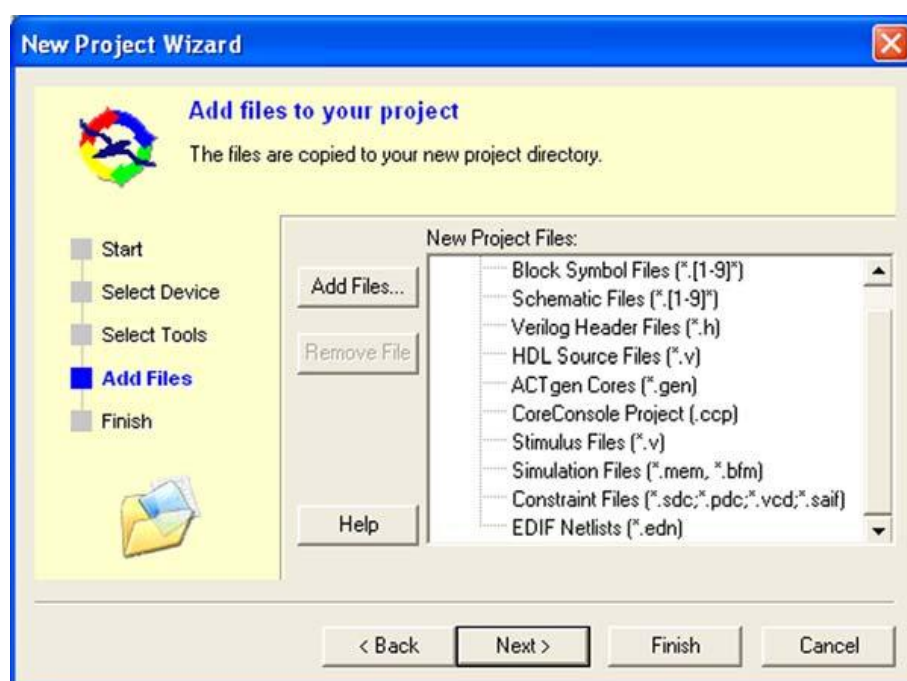 New Project Wizard
Add files to your project
The files are copied to your new project directory.
Start
Select Device
Select Tools
Add Files
Finish
New Project Files:
Add Files...
Remove File
Help
Block Symbol Files (*.[1-9]*)
Schematic Files (*.[1-9]*)
Verilog Header Files (*.h)
HDL Source Files (*.v)
ACTgen Cores (*.gen)
CoreConsole Project (.ccp)
Stimulus Files (*.v)
Simulation Files (*.mem, *.bfm)
Constraint Files (*.sdc;*.pdc;*.vcd;*.saif)
EDIF Netlists (*.edn)
< Back
Next >
Finish
Cancel